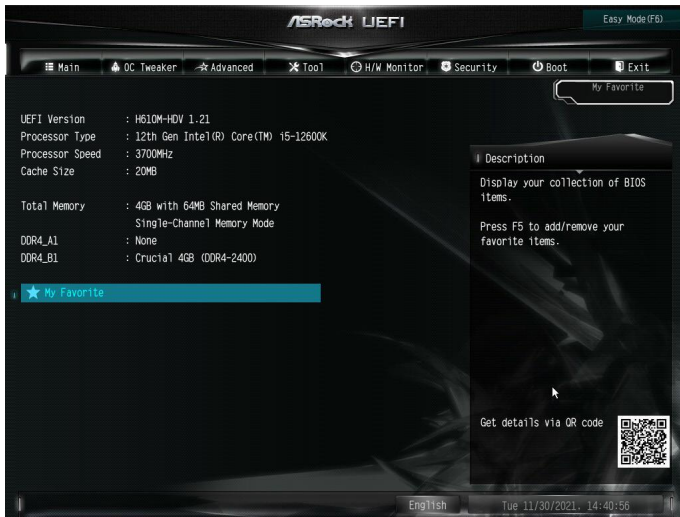 ASRock UEFI
Easy Mode(F6)
Main
OC Tweaker
Advanced
Tool
H/W Monitor
Security
Boot
Exit
My Favorite
UEFI Version : H610M-HDV 1.21
Processor Type : 12th Gen Intel(R) Core(TM) i5-12600K
Processor Speed : 3700MHz
Cache Size : 20MB
Total Memory : 4GB with 64MB Shared Memory
Single-Channel Memory Mode
DDR4_A1 : None
DDR4_B1 : Crucial 4GB (DDR4-2400)
My Favorite
Description
Display your collection of BIOS
items.
Press F5 to add/remove your
favorite items.
Get details via QR code
English
Tue 11/30/2021. 14:40:56